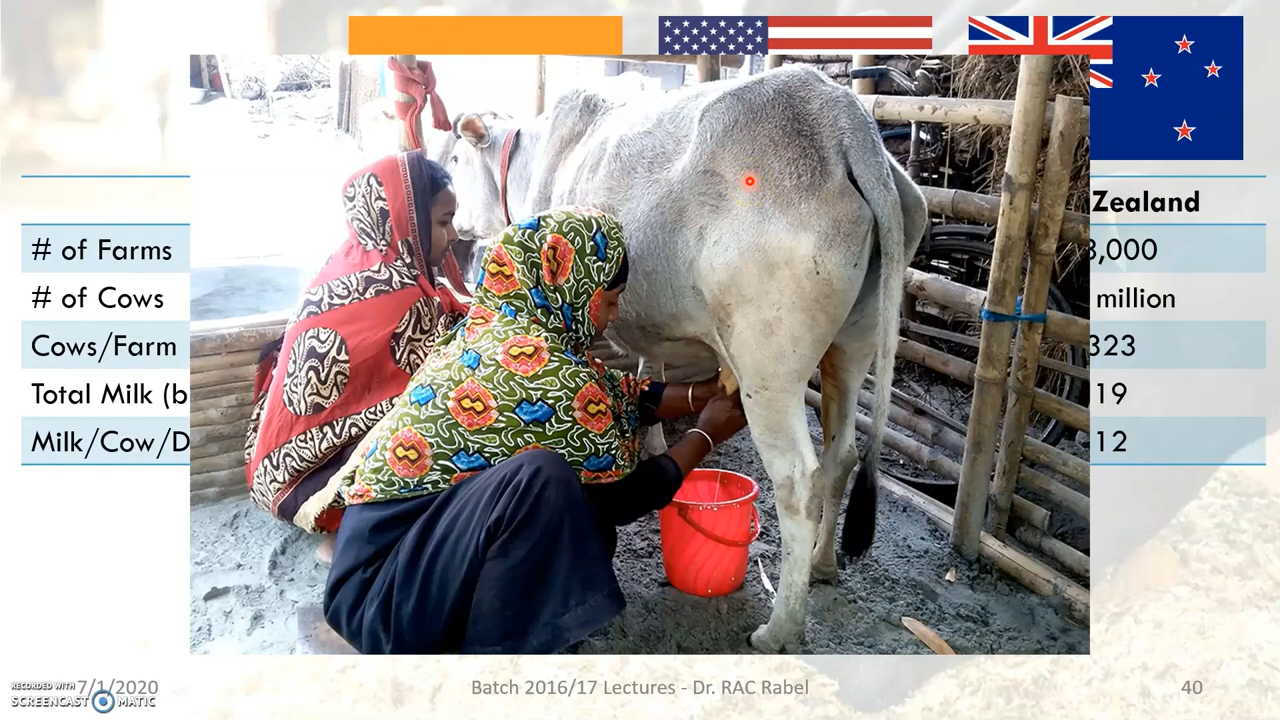 Zealand
# of Farms
,000
# of Cows
million
Cows/Farm
323
Total Milk (b
19
Milk/Cow/D
12
RECORDED WITH
SCREENCAST MATIC
7/1/2020
Batch 2016/17 Lectures - Dr. RAC Rabel
40